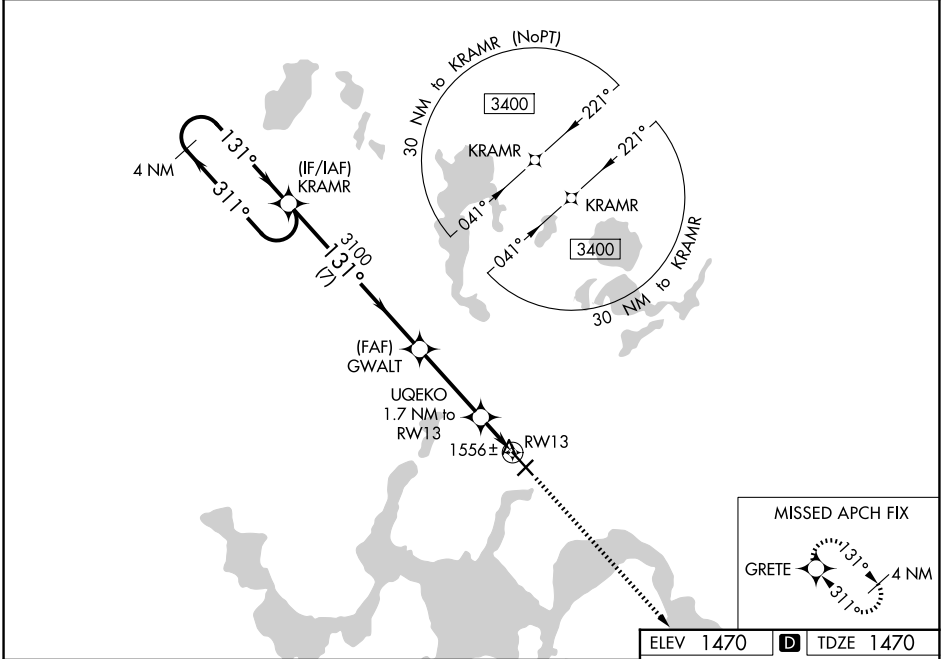 30 NM to KRAMR (NoPT)
3400
221°
KRAMR
041°
221°
KRAMR
041°
3400
30 NM to KRAMR
131°
4 NM
311°
(IF/IAF)
KRAMR
3100
131°
(7)
(FAF)
GWALT
UQEKO
1.7 NM to
RW13
1556±
RW13
MISSED APCH FIX
GRETE
131°
4 NM
311°
ELEV 1470 D TDZE 1470